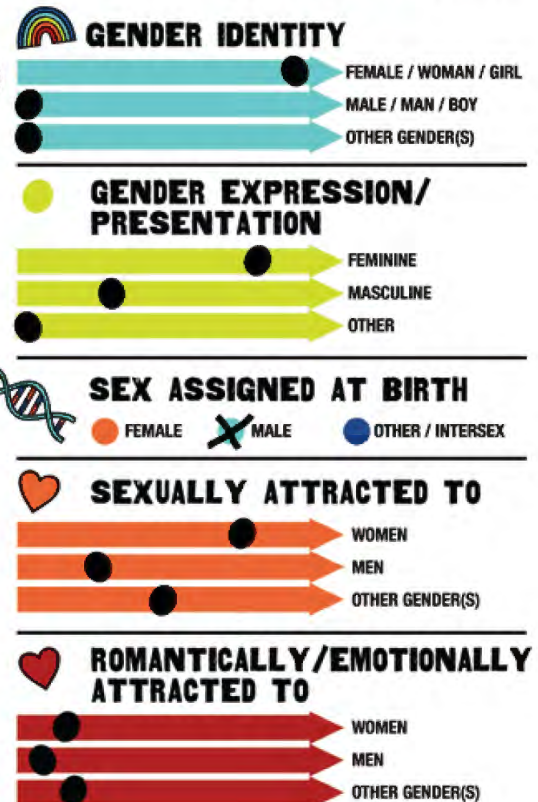 GENDER IDENTITY
FEMALE / WOMAN / GIRL
MALE / MAN / BOY
OTHER GENDER(S)
GENDER EXPRESSION/
PRESENTATION
FEMININE
MASCULINE
OTHER
SEX ASSIGNED AT BIRTH
FEMALE MALE OTHER / INTERSEX
SEXUALLY ATTRACTED TO
WOMEN
MEN
OTHER GENDER(S)
ROMANTICALLY/EMOTIONALLY
ATTRACTED TO
WOMEN
MEN
OTHER GENDER(S)